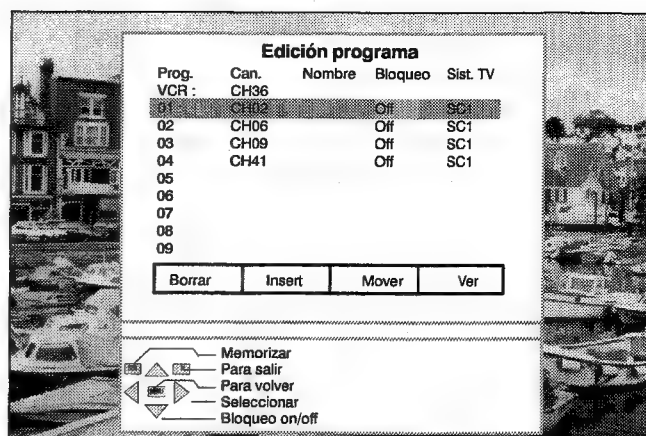 Edición programa
Prog. Can. Nombre Bloqueo Sist. TV
VCR : CH36
01 CH02 Off SC1
02 CH06 Off SC1
03 CH09 Off SC1
04 CH41 Off SC1
05
06
07
08
09
Borrar Insert Mover Ver
Memorizar
Para salir
Para volver
Seleccionar
Bloqueo on/off